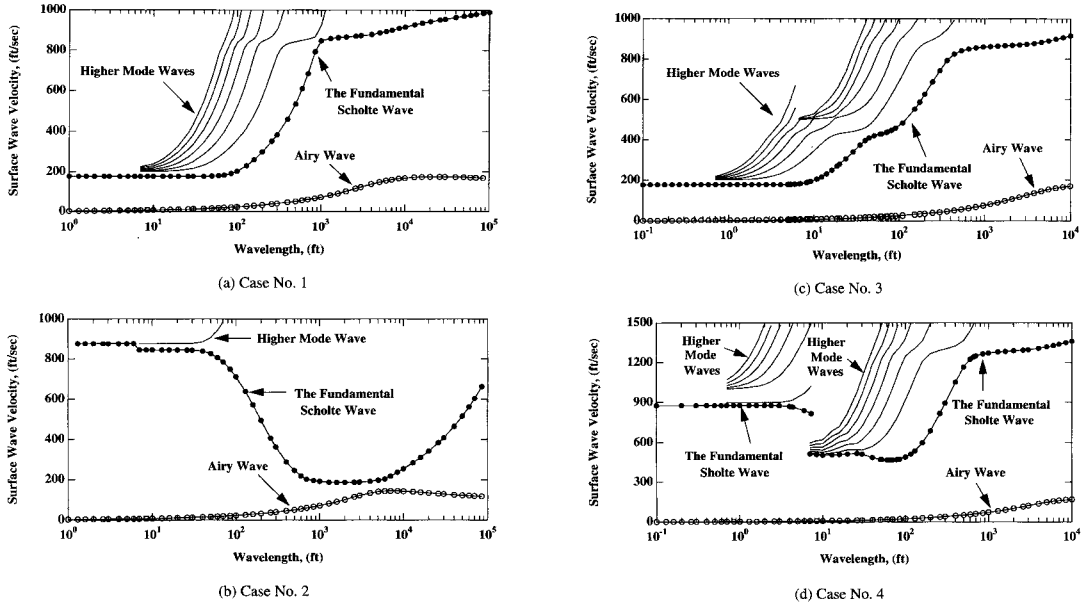 1000
800
600
400
200
0
Surface Wave Velocity, (ft/sec)
Higher Mode Waves
The Fundamental
Scholte Wave
Airy Wave
10^0 10^1 10^2 10^3 10^4 10^5
Wavelength, (ft)
(a) Case No. 1
1000
800
600
400
200
0
Surface Wave Velocity, (ft/sec)
Higher Mode Wave
The Fundamental
Scholte Wave
Airy Wave
10^0 10^1 10^2 10^3 10^4 10^5
Wavelength, (ft)
(b) Case No. 2
1000
800
600
400
200
0
Surface Wave Velocity, (ft/sec)
Higher Mode Waves
The Fundamental
Scholte Wave
Airy Wave
10^-1 10^0 10^1 10^2 10^3 10^4
Wavelength, (ft)
(c) Case No. 3
1500
1200
900
600
300
0
Surface Wave Velocity, (ft/sec)
Higher
Mode
Waves
Higher
Mode
Waves
The Fundamental
Sholte Wave
The Fundamental
Sholte Wave
Airy Wave
10^-1 10^0 10^1 10^2 10^3 10^4
Wavelength, (ft)
(d) Case No. 4